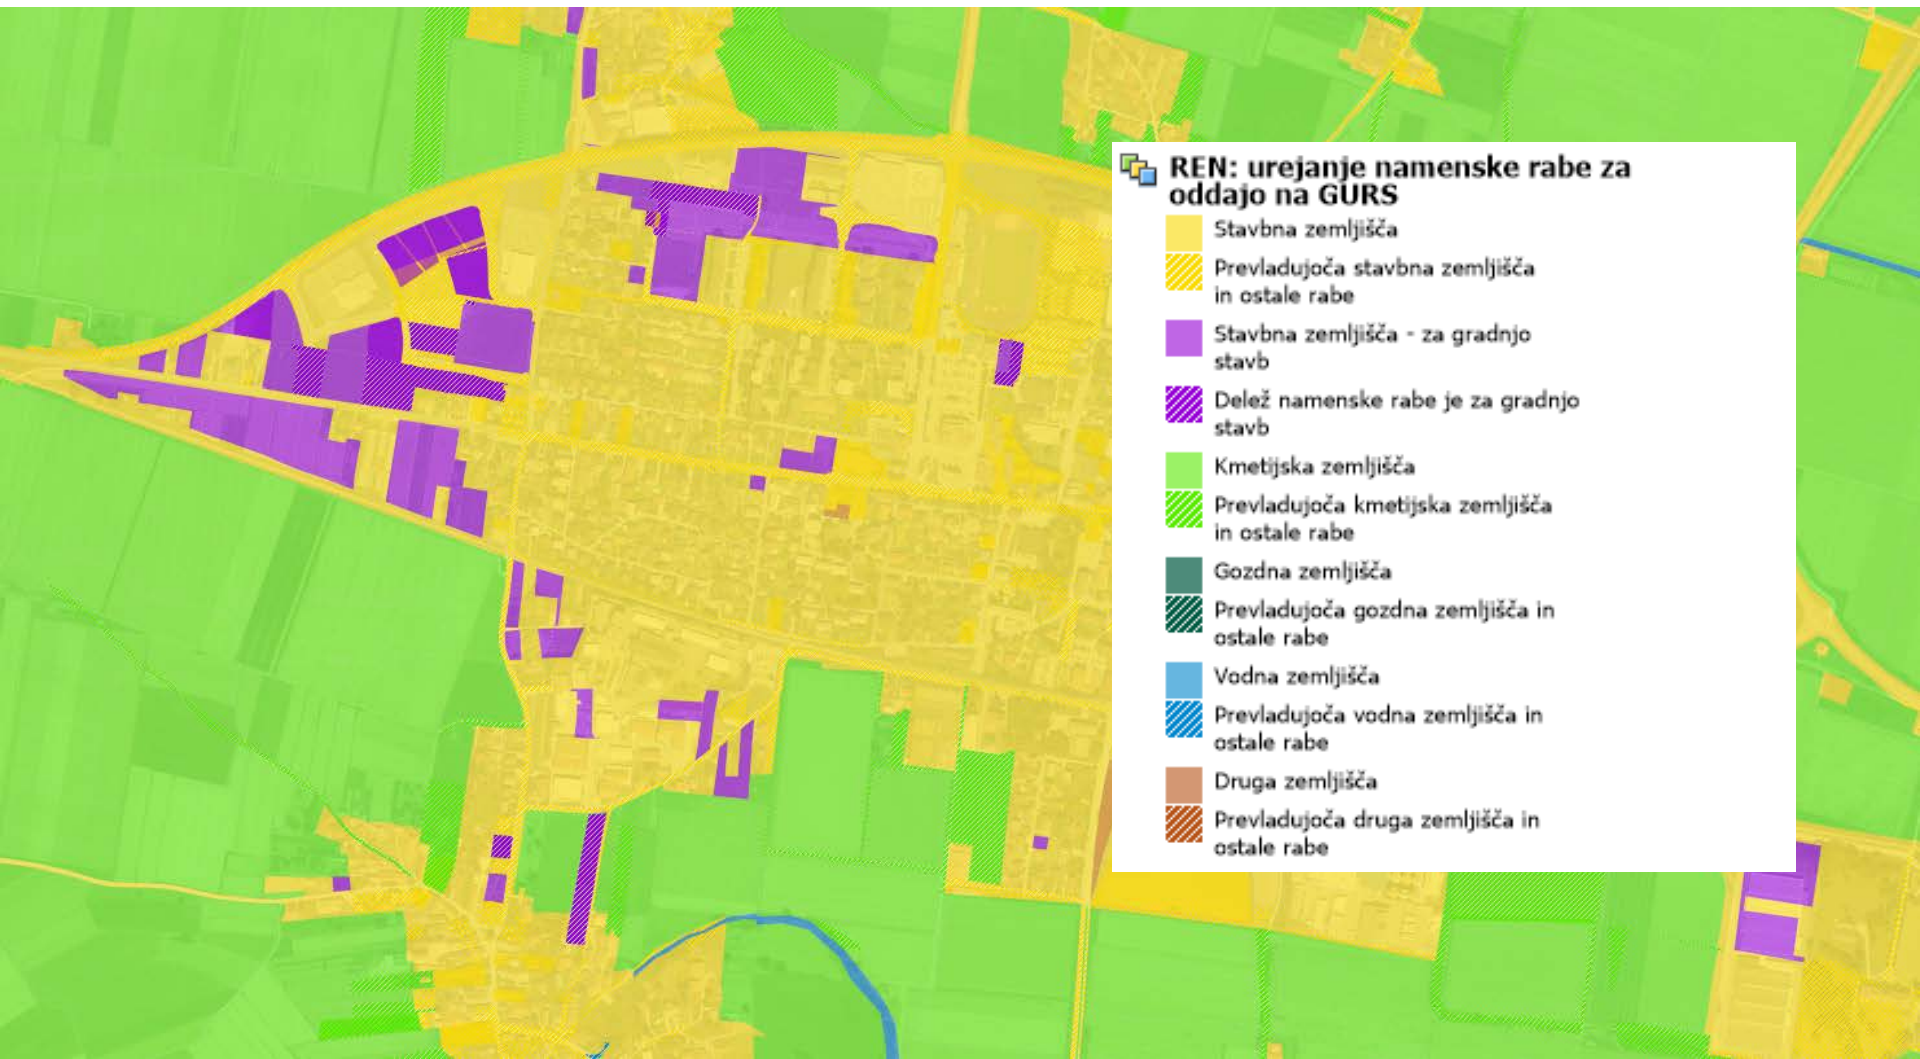 REN: urejanje namenske rabe za
oddajo na GURS
Stavbna zemljišča
Prevladujoča stavbna zemljišča
in ostale rabe
Stavbna zemljišča - za gradnjo
stavb
Delež namenske rabe je za gradnjo
stavb
Kmetijska zemljišča
Prevladujoča kmetijska zemljišča
in ostale rabe
Gozdna zemljišča
Prevladujoča gozdna zemljišča in
ostale rabe
Vodna zemljišča
Prevladujoča vodna zemljišča in
ostale rabe
Druga zemljišča
Prevladujoča druga zemljišča in
ostale rabe